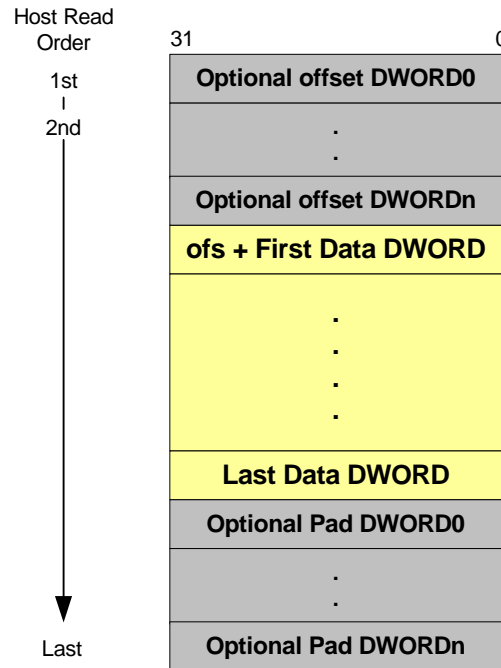 Host Read
Order
31
0
1st
2nd
Optional offset DWORD0
.
.
Optional offset DWORDn
ofs + First Data DWORD
.
.
.
.
Last Data DWORD
Optional Pad DWORD0
.
.
Last
Optional Pad DWORDn